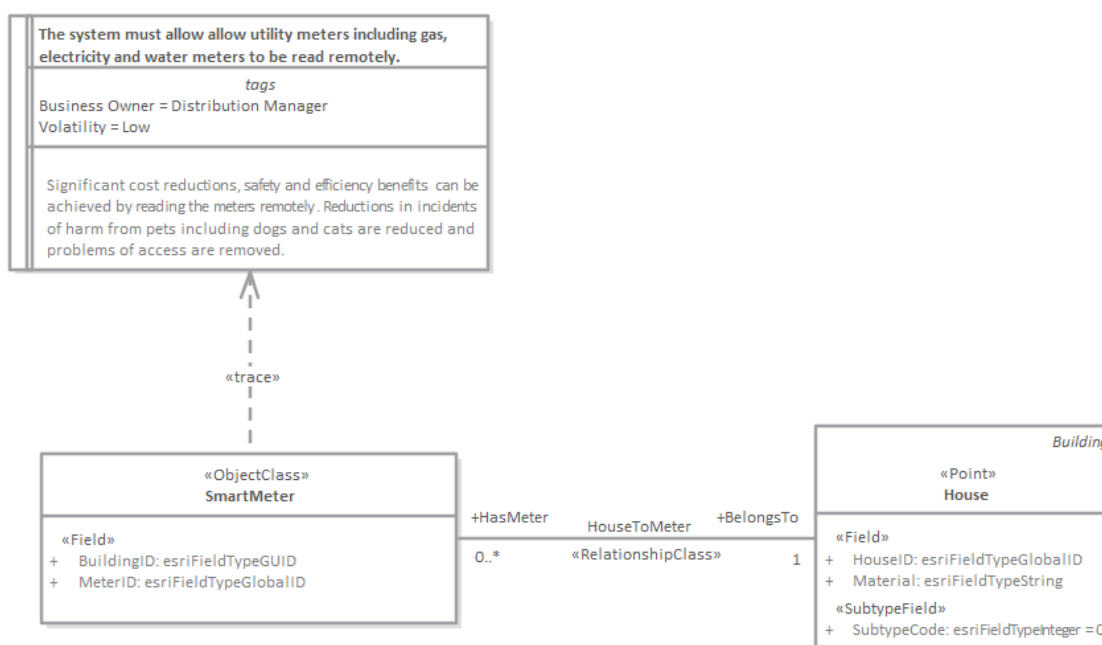 The system must allow allow utility meters including gas,
electricity and water meters to be read remotely.
tags
Business Owner = Distribution Manager
Volatility = Low
Significant cost reductions, safety and efficiency benefits can be
achieved by reading the meters remotely. Reductions in incidents
of harm from pets including dogs and cats are reduced and
problems of access are removed.
«trace»
«ObjectClass»
SmartMeter
«Field»
+ BuildingID: esriFieldTypeGUID
+ MeterID: esriFieldTypeGlobalID
+HasMeter
0..*
HouseToMeter
«RelationshipClass»
+BelongsTo
1
Building
«Point»
House
«Field»
+ HouseID: esriFieldTypeGlobalID
+ Material: esriFieldTypeString
«SubtypeField»
+ SubtypeCode: esriFieldTypeInteger = 0